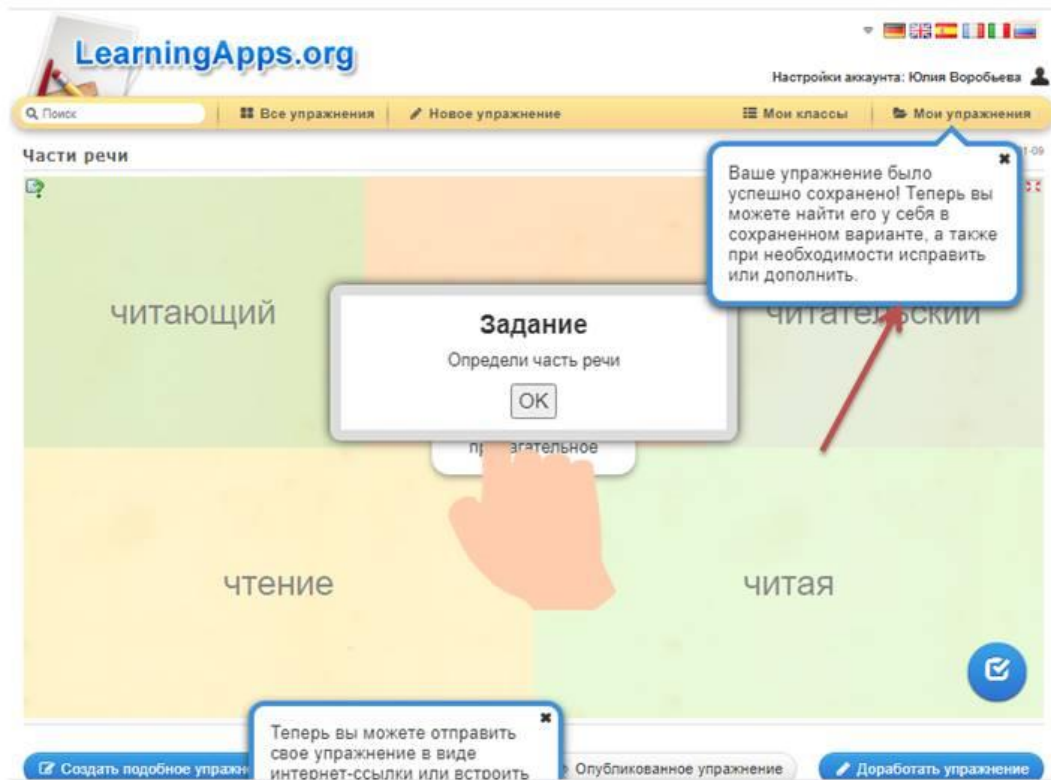 LearningApps.org
Настройки аккаунта: Юлия Воробьева
Поиск
Все упражнения
Новое упражнение
Мои классы
Мои упражнения
Части речи
Ваше упражнение было
успешно сохранено! Теперь вы
можете найти его у себя в
сохраненном варианте, а также
при необходимости исправить
или дополнить.
читающий
читательский
Задание
Определи часть речи
OK
чтение
читая
Теперь вы можете отправить
свое упражнение в виде
интернет-ссылки или встроить
Создать подобное
Опубликованное упражнение
Доработать упражнение